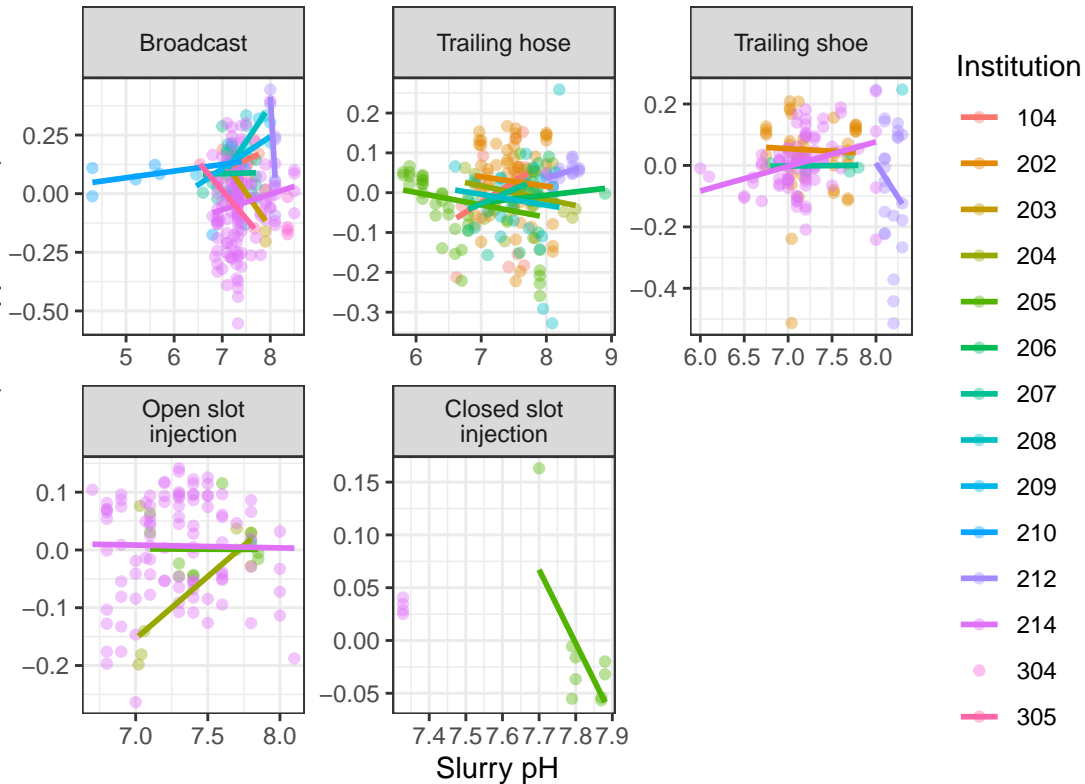 Broadcast
Trailing hose
Trailing shoe
0.25
0.00
−0.25
−0.50
5 6 7 8
0.2
0.1
0.0
−0.1
−0.2
−0.3
6 7 8 9
0.2
0.0
−0.2
−0.4
6.0 6.5 7.0 7.5 8.0
Open slot
injection
Closed slot
injection
0.1
0.0
−0.1
−0.2
7.0 7.5 8.0
0.15
0.10
0.05
0.00
−0.05
7.4 7.5 7.6 7.7 7.8 7.9
Slurry pH
Institution
104
202
203
204
205
206
207
208
209
210
212
214
304
305